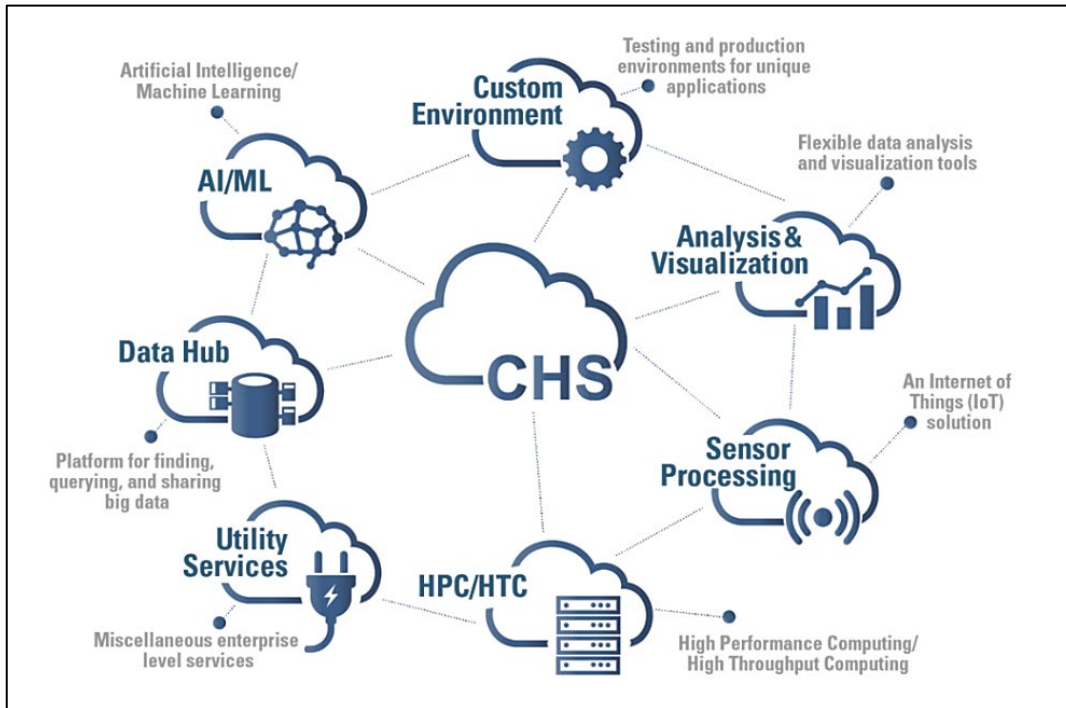 Testing and production
environments for unique
applications
Custom
Environment
Artificial Intelligence/
Machine Learning
AI/ML
Flexible data analysis
and visualization tools
Analysis &
Visualization
CHS
Data Hub
Platform for finding,
querying, and sharing
big data
An Internet of
Things (IoT)
solution
Sensor
Processing
Utility
Services
Miscellaneous enterprise
level services
HPC/HTC
High Performance Computing/
High Throughput Computing